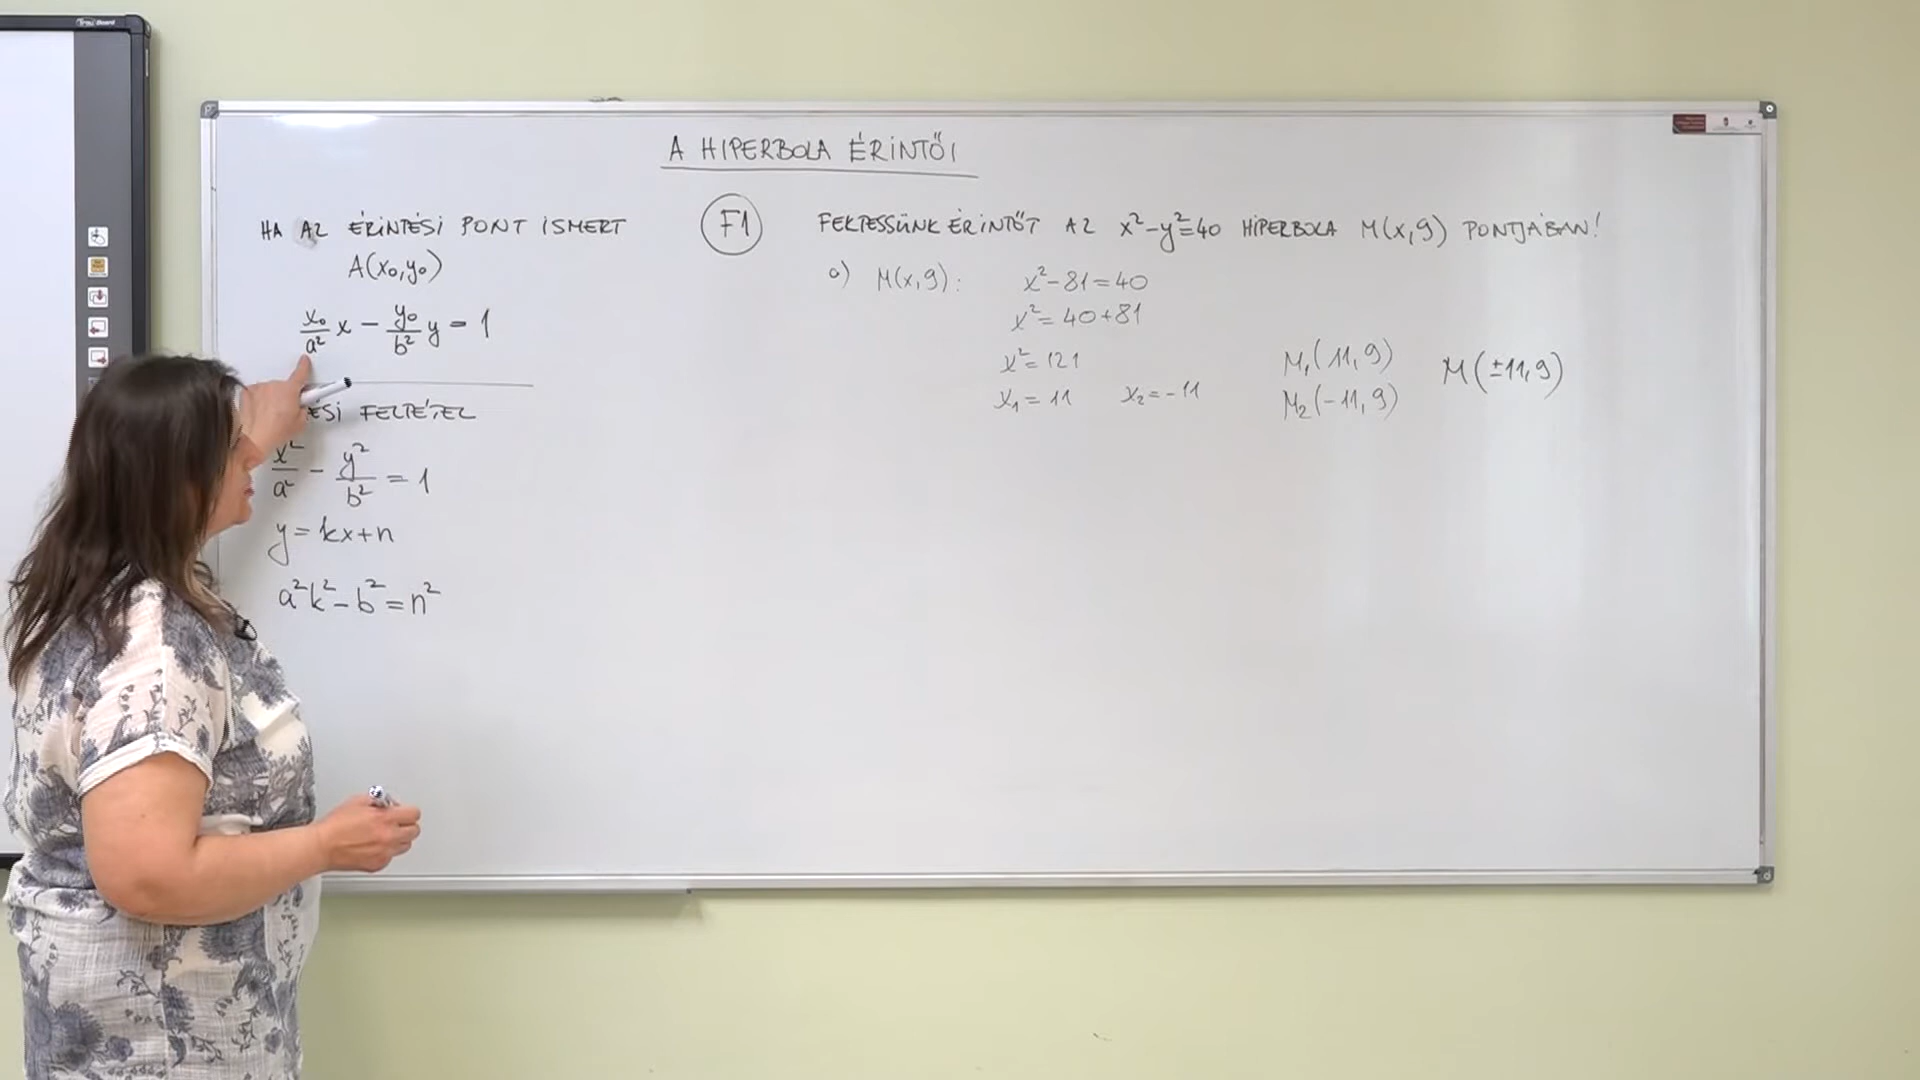 A HIPERBOLA ÉRINTŐI
HA AZ ÉRINTÉSI PONT ISMERT
A(x₀,y₀)
x₀/a² x - y₀/b² y = 1
ÉSI FELTÉTEL
x²/a² - y²/b² = 1
y = kx+n
a²k² - b² = n²
F1 FEKTESSÜNK ÉRINTŐT AZ x²-y²=40 HIPERBOLA M(x,9) PONTJÁBAN!
a) M(x,9): x²-81=40
x²=40+81
x²=121
x₁=11 x₂=-11
M₁(11,9)
M₂(-11,9)
M(±11,9)